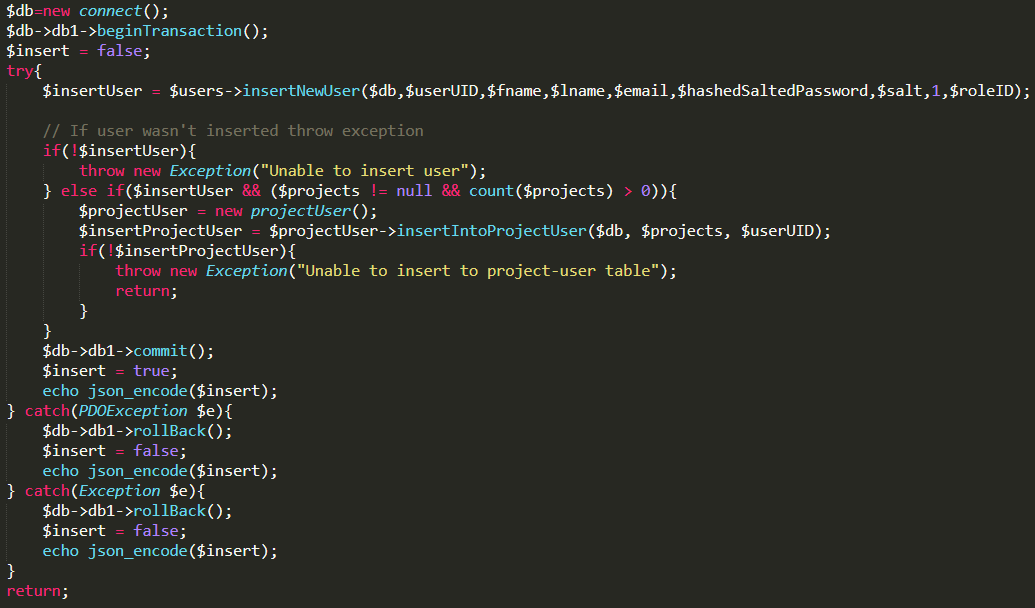 $db=new connect();
$db->db1->beginTransaction();
$insert = false;
try{
    $insertUser = $users->insertNewUser($db,$userUID,$fname,$lname,$email,$hashedSaltedPassword,$salt,1,$roleID);

    // If user wasn't inserted throw exception
    if(!$insertUser){
        throw new Exception("Unable to insert user");
    } else if($insertUser && ($projects != null && count($projects) > 0)){
        $projectUser = new projectUser();
        $insertProjectUser = $projectUser->insertIntoProjectUser($db, $projects, $userUID);
        if(!$insertProjectUser){
            throw new Exception("Unable to insert to project-user table");
            return;
        }
    }
    $db->db1->commit();
    $insert = true;
    echo json_encode($insert);
} catch(PDOException $e){
    $db->db1->rollBack();
    $insert = false;
    echo json_encode($insert);
} catch(Exception $e){
    $db->db1->rollBack();
    $insert = false;
    echo json_encode($insert);
}
return;